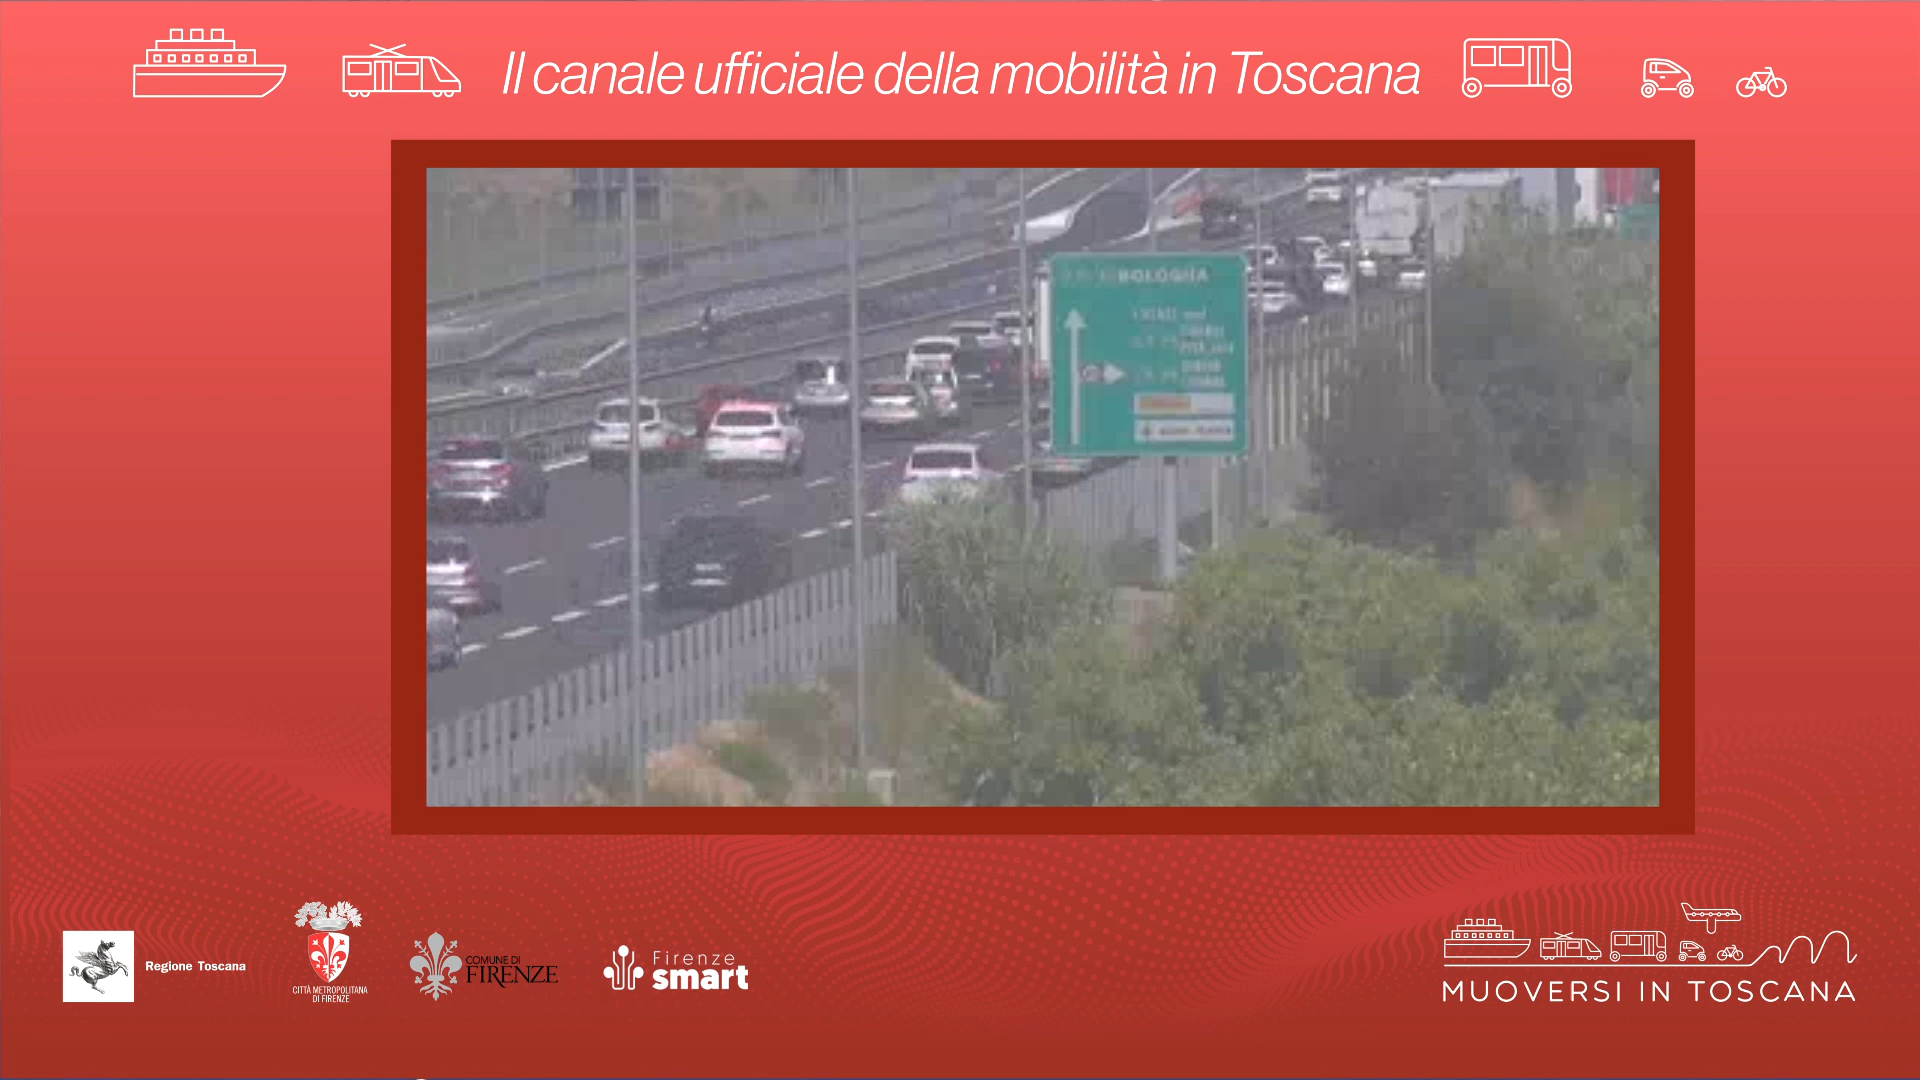 Il canale ufficiale della mobilità in Toscana
BOLOGNA
Regione Toscana
CITTÀ METROPOLITANA
DI FIRENZE
COMUNE DI
FIRENZE
Firenze
smart
MUOVERSI IN TOSCANA